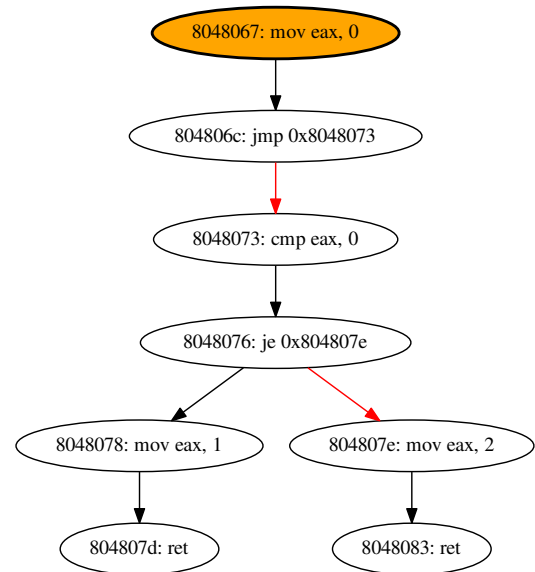 8048067: mov eax, 0
804806c: jmp 0x8048073
8048073: cmp eax, 0
8048076: je 0x804807e
8048078: mov eax, 1
804807e: mov eax, 2
804807d: ret
8048083: ret